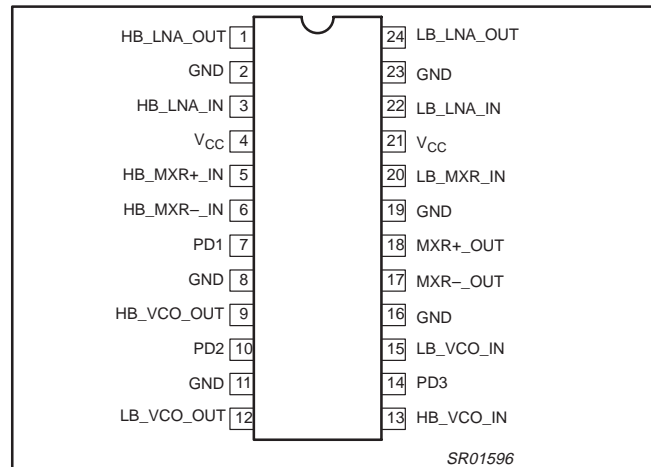 HB_LNA_OUT 1 24 LB_LNA_OUT
GND 2 23 GND
HB_LNA_IN 3 22 LB_LNA_IN
VCC 4 21 VCC
HB_MXR+_IN 5 20 LB_MXR_IN
HB_MXR–_IN 6 19 GND
PD1 7 18 MXR+_OUT
GND 8 17 MXR–_OUT
HB_VCO_OUT 9 16 GND
PD2 10 15 LB_VCO_IN
GND 11 14 PD3
LB_VCO_OUT 12 13 HB_VCO_IN
SR01596